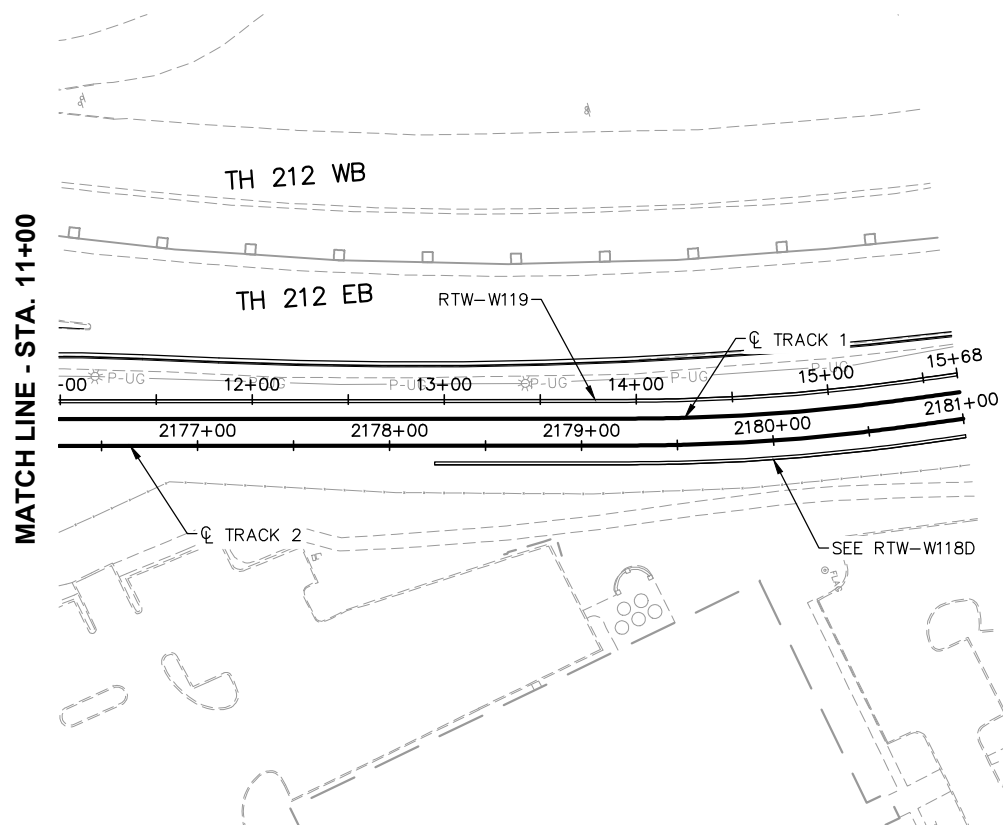 TH 212 WB
MATCH LINE - STA. 11+00
TH 212 EB
RTW-W119
℄ TRACK 1
P-UG
P-UG
P-UG
P-UG
P-UG
-00
12+00
13+00
14+00
15+00
15+68
2177+00
2178+00
2179+00
2180+00
2181+00
℄ TRACK 2
SEE RTW-W118D